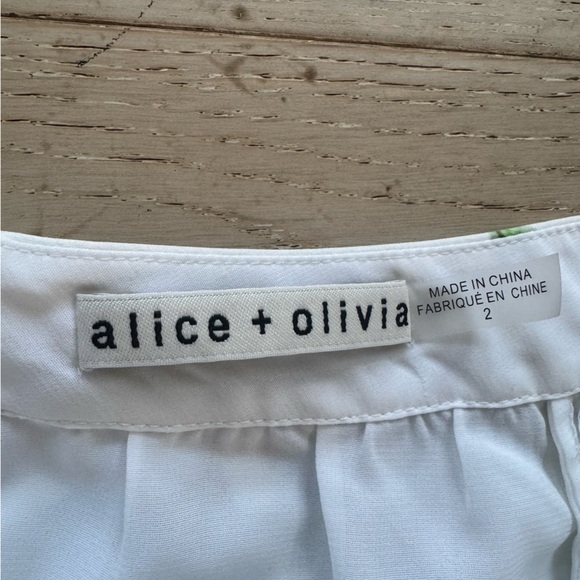 alice + olivia
MADE IN CHINA
FABRIQUÉ EN CHINE
2